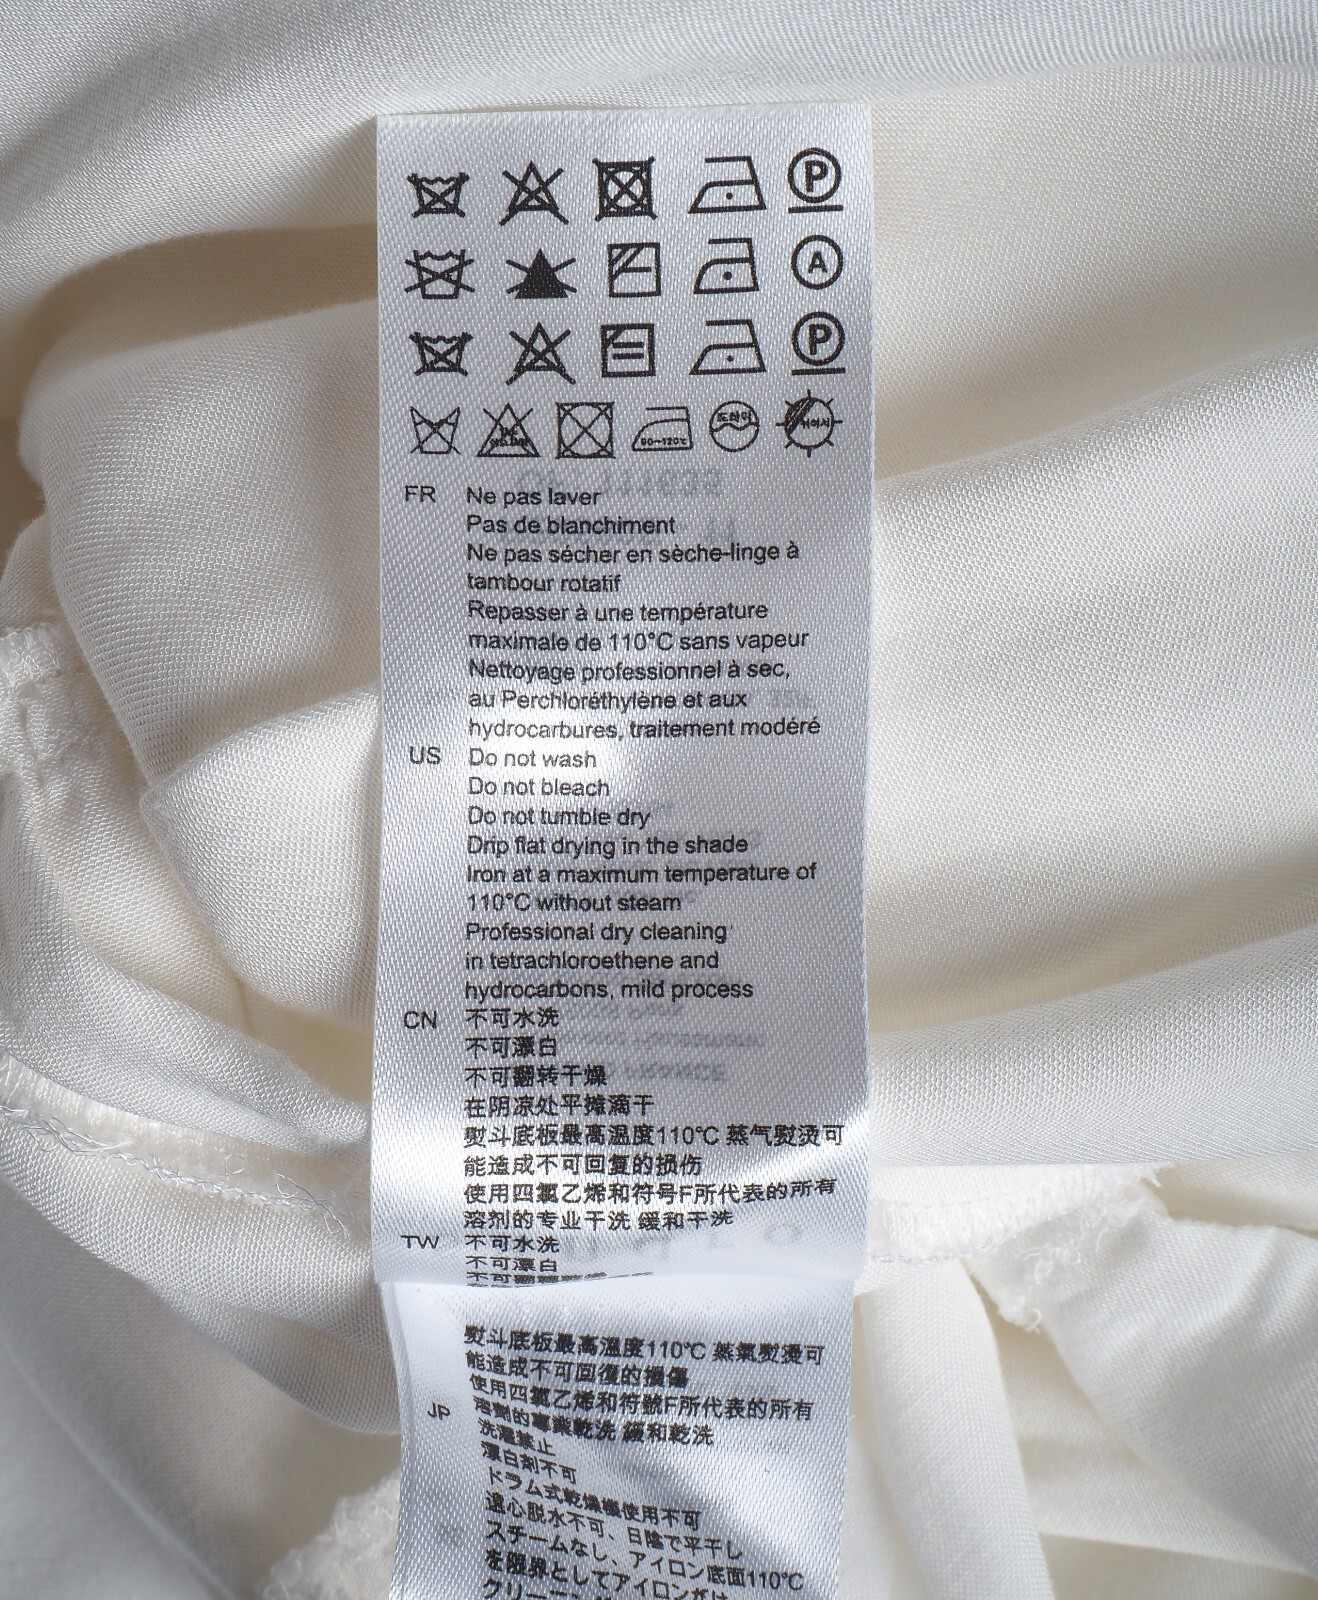 P
A
P
80~120℃
드라이
FR Ne pas laver
Pas de blanchiment
Ne pas sécher en sèche-linge à
tambour rotatif
Repasser à une température
maximale de 110°C sans vapeur
Nettoyage professionnel à sec,
au Perchloréthylène et aux
hydrocarbures, traitement modéré
US Do not wash
Do not bleach
Do not tumble dry
Drip flat drying in the shade
Iron at a maximum temperature of
110°C without steam
Professional dry cleaning
in tetrachloroethene and
hydrocarbons, mild process
CN 不可水洗
不可漂白
不可翻转干燥
在阴凉处平摊滴干
熨斗底板最高温度110℃ 蒸气熨烫可
能造成不可回复的损伤
使用四氯乙烯和符号F所代表的所有
溶剂的专业干洗 缓和干洗
TW 不可水洗
不可漂白
熨斗底板最高溫度110℃ 蒸氣熨燙可
能造成不可回復的損傷
使用四氯乙烯和符號F所代表的所有
溶劑的專業乾洗 緩和乾洗
JP 洗濯禁止
漂白剤不可
ドラム式乾燥機使用不可
遠心脱水不可、日陰で平干し
スチームなし、アイロン底面110℃
を限界としてアイロンがけ